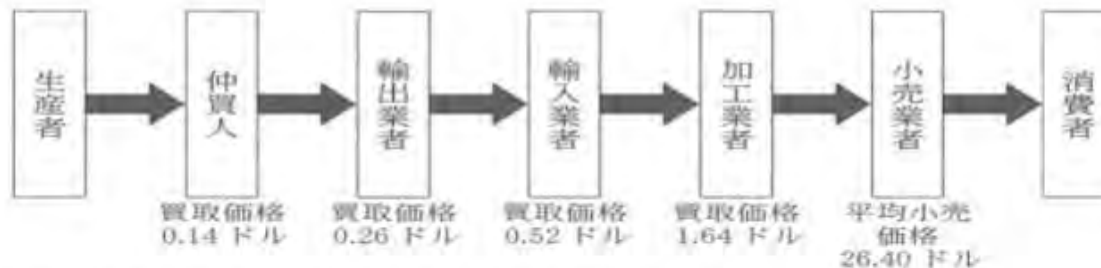 生産者
仲買人
輸出業者
輸入業者
加工業者
小売業者
消費者
買取価格
0.14 ドル
買取価格
0.26 ドル
買取価格
0.52 ドル
買取価格
1.64 ドル
平均小売
価格
26.40 ドル